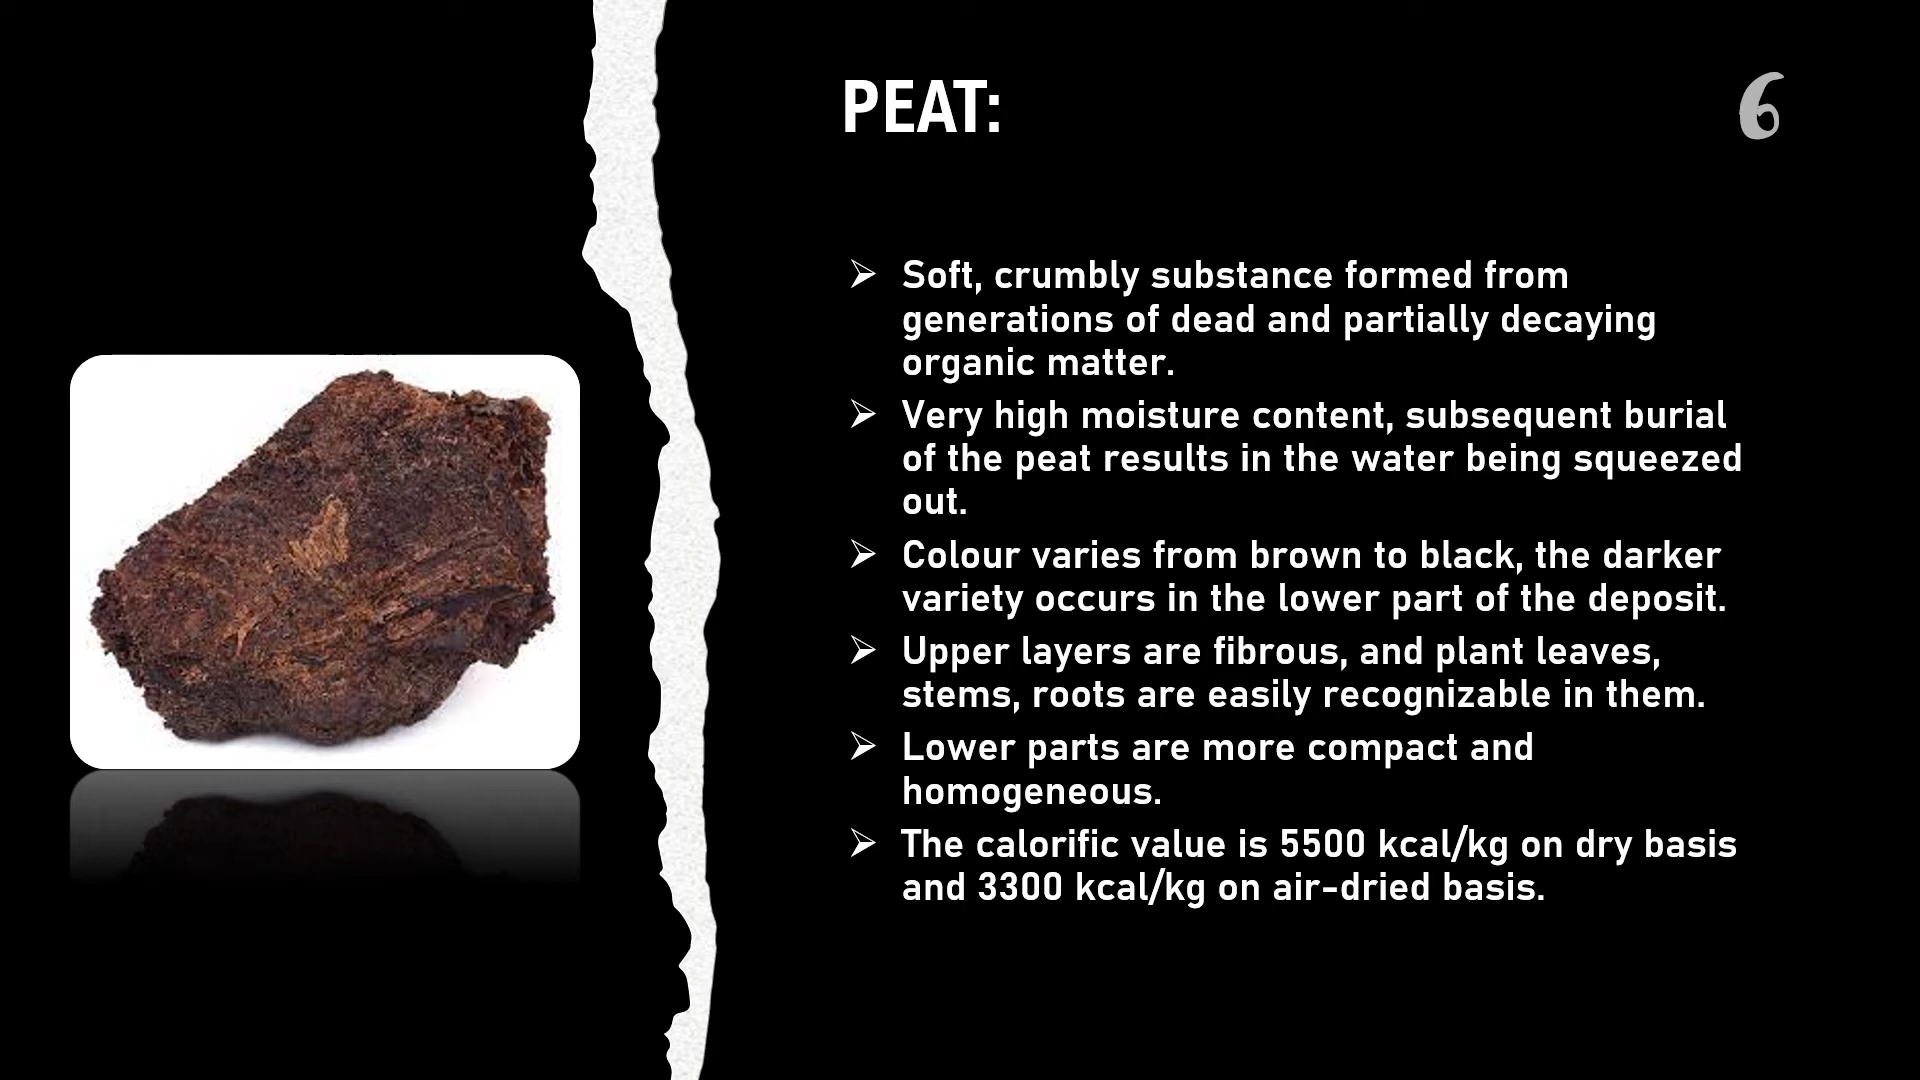 PEAT:
6
➢ Soft, crumbly substance formed from
generations of dead and partially decaying
organic matter.
➢ Very high moisture content, subsequent burial
of the peat results in the water being squeezed
out.
➢ Colour varies from brown to black, the darker
variety occurs in the lower part of the deposit.
➢ Upper layers are fibrous, and plant leaves,
stems, roots are easily recognizable in them.
➢ Lower parts are more compact and
homogeneous.
➢ The calorific value is 5500 kcal/kg on dry basis
and 3300 kcal/kg on air-dried basis.